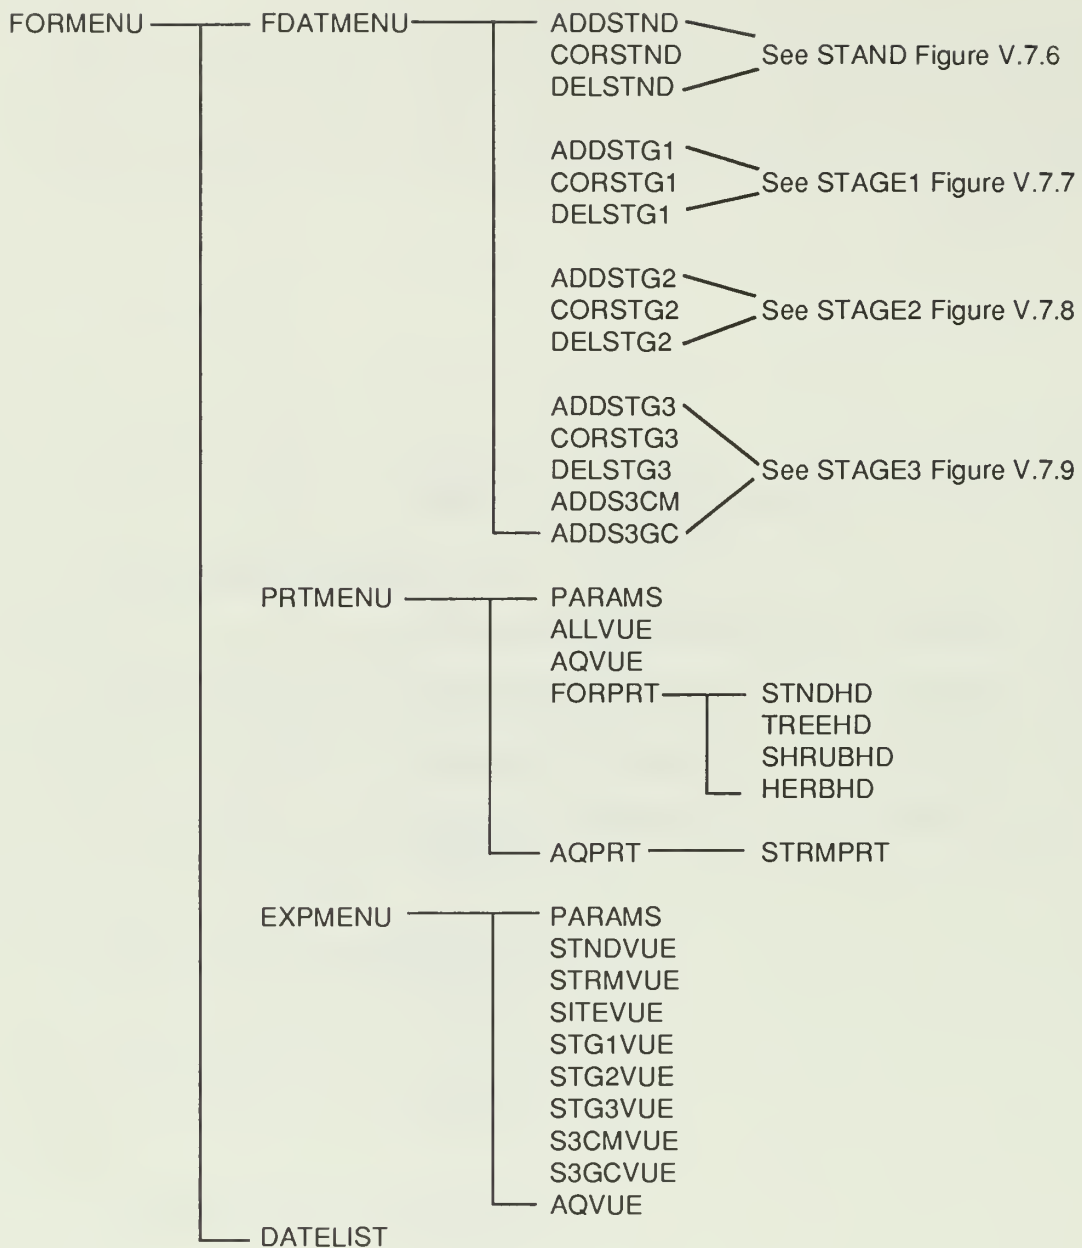 FORMENU FDATMENU ADDSTND
CORSTND See STAND Figure V.7.6
DELSTND
ADDSTG1
CORSTG1 See STAGE1 Figure V.7.7
DELSTG1
ADDSTG2
CORSTG2 See STAGE2 Figure V.7.8
DELSTG2
ADDSTG3
CORSTG3
DELSTG3 See STAGE3 Figure V.7.9
ADDS3CM
ADDS3GC
PRTMENU PARAMS
ALLVUE
AQVUE
FORPRT STNDHD
TREEHD
SHRUBHD
HERBHD
AQPRT STRMPRT
EXPMENU PARAMS
STNDVUE
STRMVUE
SITEVUE
STG1VUE
STG2VUE
STG3VUE
S3CMVUE
S3GCVUE
AQVUE
DATELIST